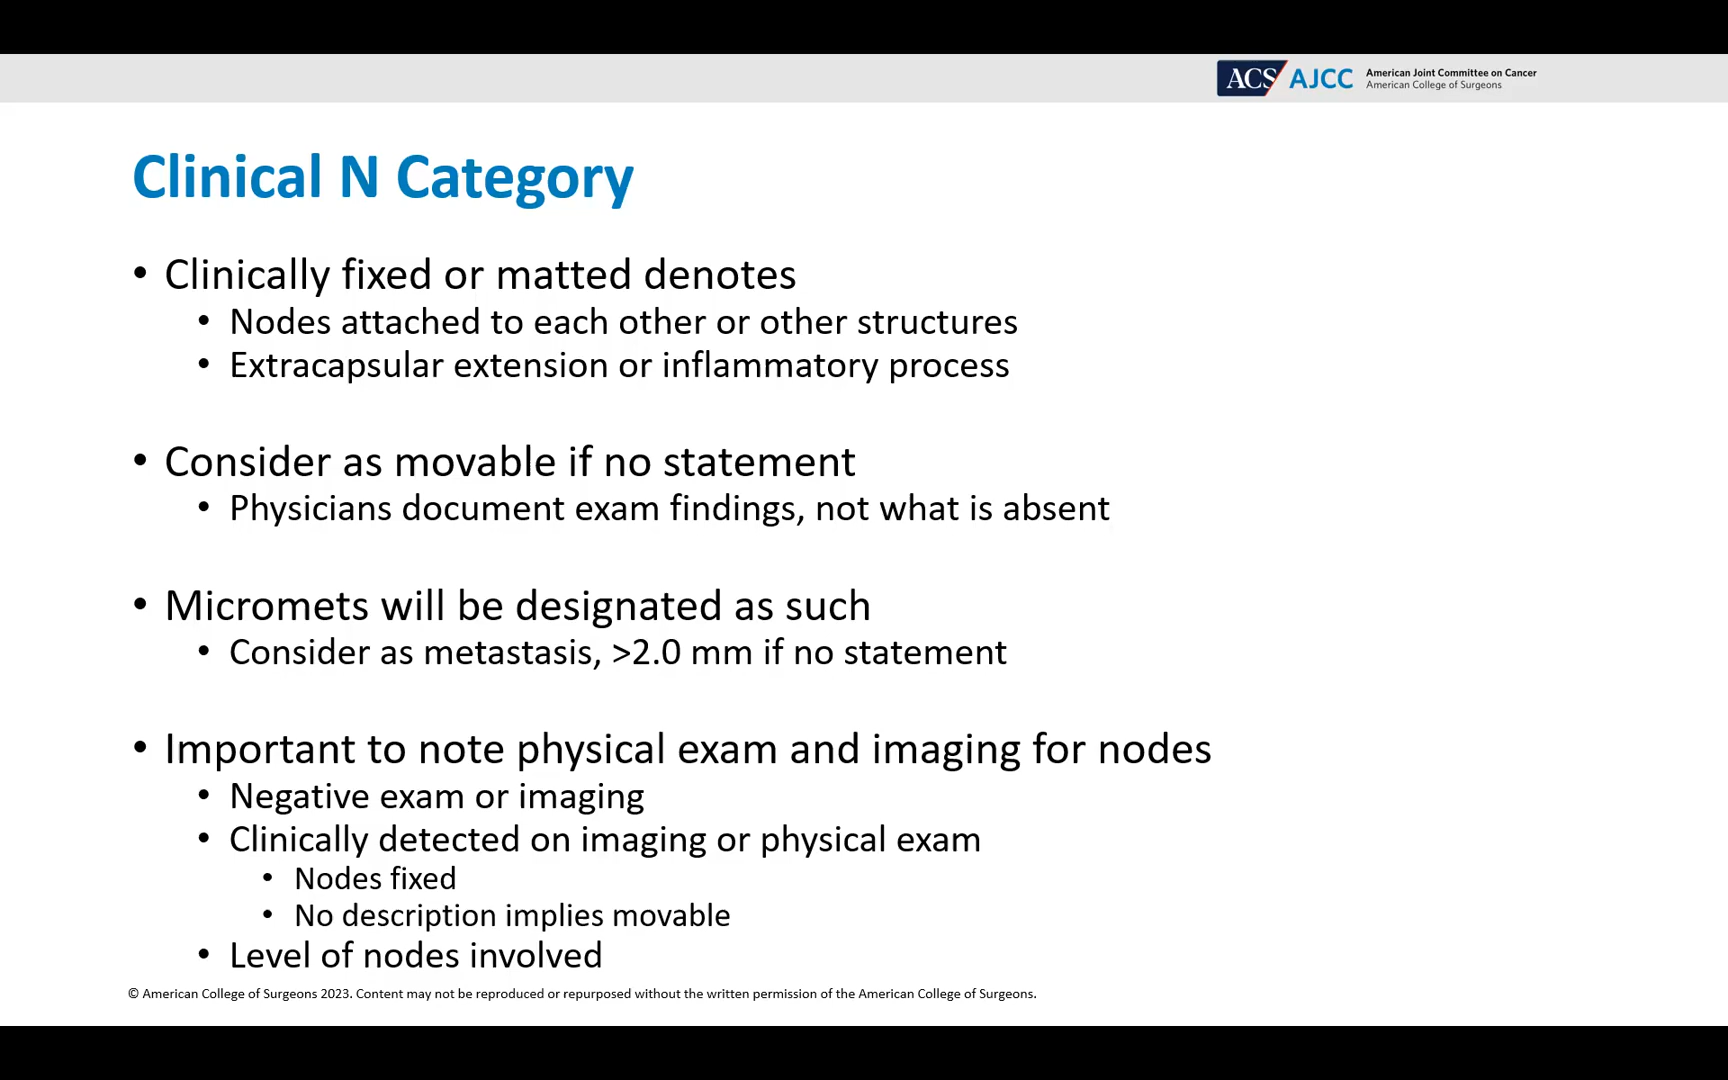 ACS AJCC American Joint Committee on Cancer
American College of Surgeons
Clinical N Category
• Clinically fixed or matted denotes
• Nodes attached to each other or other structures
• Extracapsular extension or inflammatory process
• Consider as movable if no statement
• Physicians document exam findings, not what is absent
• Micromets will be designated as such
• Consider as metastasis, >2.0 mm if no statement
• Important to note physical exam and imaging for nodes
• Negative exam or imaging
• Clinically detected on imaging or physical exam
• Nodes fixed
• No description implies movable
• Level of nodes involved
© American College of Surgeons 2023. Content may not be reproduced or repurposed without the written permission of the American College of Surgeons.